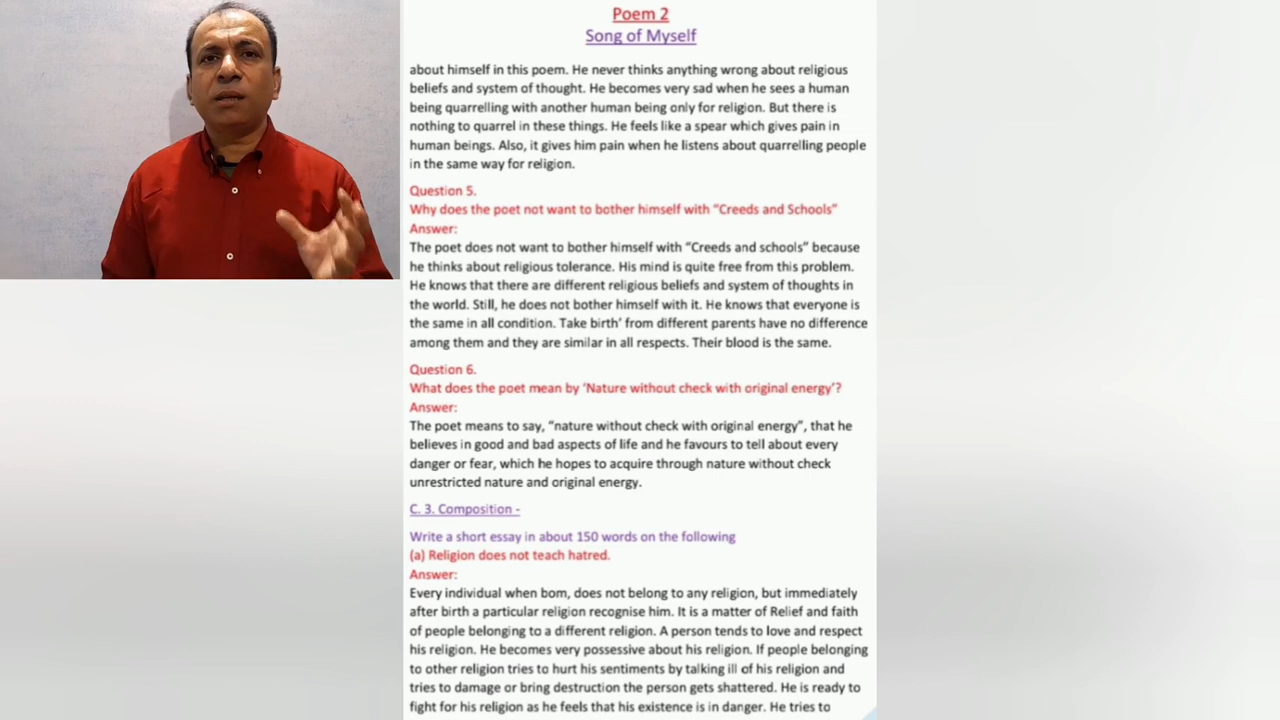 Poem 2
Song of Myself
about himself in this poem. He never thinks anything wrong about religious
beliefs and system of thought. He becomes very sad when he sees a human
being quarrelling with another human being only for religion. But there is
nothing to quarrel in these things. He feels like a spear which gives pain in
human beings. Also, it gives him pain when he listens about quarrelling people
in the same way for religion.
Question 5.
Why does the poet not want to bother himself with “Creeds and Schools”
Answer:
The poet does not want to bother himself with “Creeds and schools” because
he thinks about religious tolerance. His mind is quite free from this problem.
He knows that there are different religious beliefs and system of thoughts in
the world. Still, he does not bother himself with it. He knows that everyone is
the same in all condition. Take birth’ from different parents have no difference
among them and they are similar in all respects. Their blood is the same.
Question 6.
What does the poet mean by ‘Nature without check with original energy’?
Answer:
The poet means to say, “nature without check with original energy”, that he
believes in good and bad aspects of life and he favours to tell about every
danger or fear, which he hopes to acquire through nature without check
unrestricted nature and original energy.
C. 3. Composition -
Write a short essay in about 150 words on the following
(a) Religion does not teach hatred.
Answer:
Every individual when bom, does not belong to any religion, but immediately
after birth a particular religion recognise him. It is a matter of Relief and faith
of people belonging to a different religion. A person tends to love and respect
his religion. He becomes very possessive about his religion. If people belonging
to other religion tries to hurt his sentiments by talking ill of his religion and
tries to damage or bring destruction the person gets shattered. He is ready to
fight for his religion as he feels that his existence is in danger. He tries to